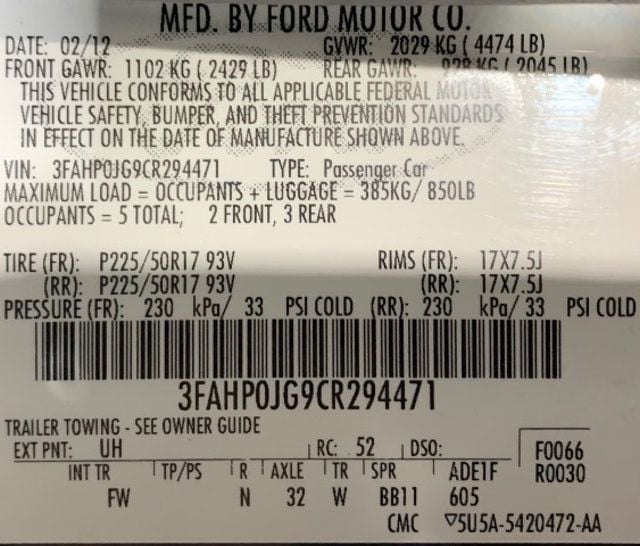 MFD. BY FORD MOTOR CO.
DATE: 02/12 GVWR: 2029 KG ( 4474 LB)
FRONT GAWR: 1102 KG ( 2429 LB) REAR GAWR: 928 KG ( 2045 LB)
THIS VEHICLE CONFORMS TO ALL APPLICABLE FEDERAL MOTOR
VEHICLE SAFETY, BUMPER, AND THEFT PREVENTION STANDARDS
IN EFFECT ON THE DATE OF MANUFACTURE SHOWN ABOVE.
VIN: 3FAHP0JG9CR294471 TYPE: Passenger Car
MAXIMUM LOAD = OCCUPANTS + LUGGAGE = 385KG/ 850LB
OCCUPANTS = 5 TOTAL; 2 FRONT, 3 REAR
TIRE (FR): P225/50R17 93V RIMS (FR): 17X7.5J
(RR): P225/50R17 93V (RR): 17X7.5J
PRESSURE (FR): 230 kPa/ 33 PSI COLD (RR): 230 kPa/ 33 PSI COLD
3FAHP0JG9CR294471
TRAILER TOWING - SEE OWNER GUIDE
EXT PNT: UH RC: 52 DSO: F0066
INT TR TP/PS R AXLE TR SPR ADE1F R0030
FW N 32 W BB11 605
CMC ▽5U5A-5420472-AA